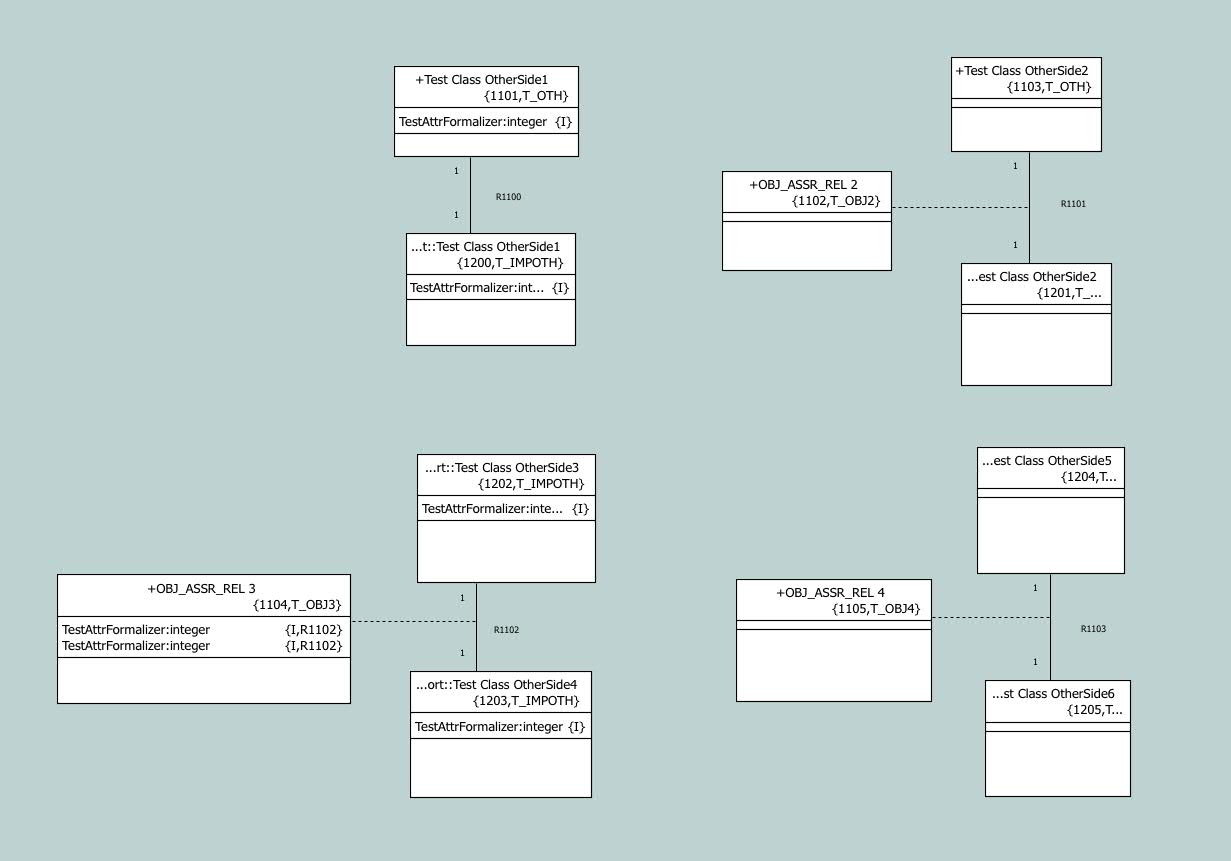 +Test Class OtherSide1
{1101,T_OTH}
TestAttrFormalizer:integer {I}
1
R1100
1
...t::Test Class OtherSide1
{1200,T_IMPOTH}
TestAttrFormalizer:int... {I}
+Test Class OtherSide2
{1103,T_OTH}
1
+OBJ_ASSR_REL 2
{1102,T_OBJ2}
R1101
1
...est Class OtherSide2
{1201,T_...
...rt::Test Class OtherSide3
{1202,T_IMPOTH}
TestAttrFormalizer:inte... {I}
1
+OBJ_ASSR_REL 3
{1104,T_OBJ3}
TestAttrFormalizer:integer {I,R1102}
TestAttrFormalizer:integer {I,R1102}
R1102
1
...ort::Test Class OtherSide4
{1203,T_IMPOTH}
TestAttrFormalizer:integer {I}
...est Class OtherSide5
{1204,T...
1
+OBJ_ASSR_REL 4
{1105,T_OBJ4}
R1103
1
...st Class OtherSide6
{1205,T...